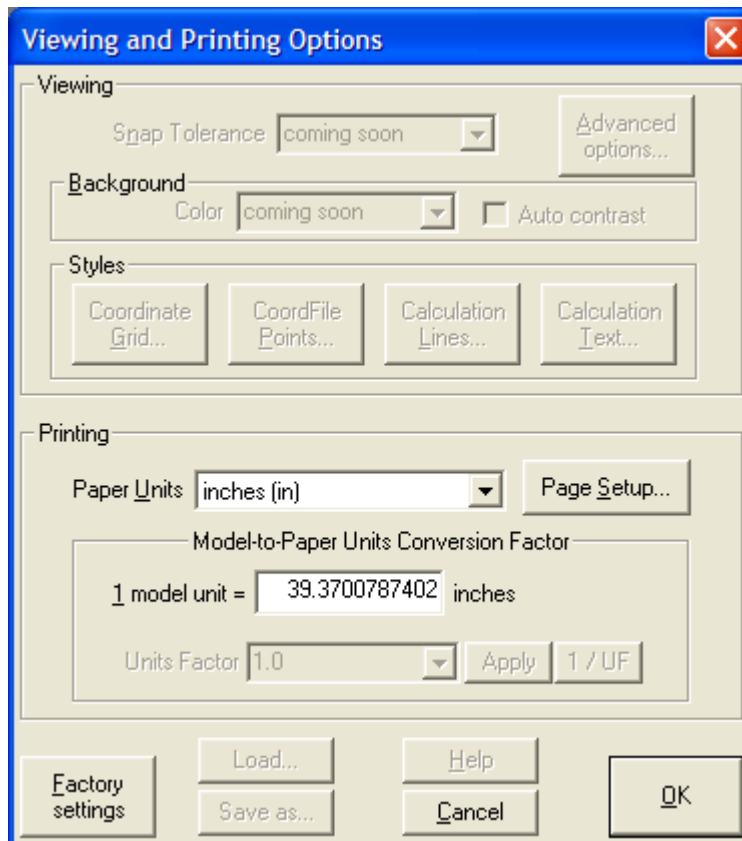 Viewing and Printing Options
Viewing
Snap Tolerance coming soon
Advanced
options...
Background
Color coming soon Auto contrast
Styles
Coordinate
Grid...
CoordFile
Points...
Calculation
Lines...
Calculation
Text...
Printing
Paper Units inches (in) Page Setup...
Model-to-Paper Units Conversion Factor
1 model unit = 39.3700787402 inches
Units Factor 1.0 Apply 1 / UF
Factory
settings
Load...
Save as...
Help
Cancel
OK